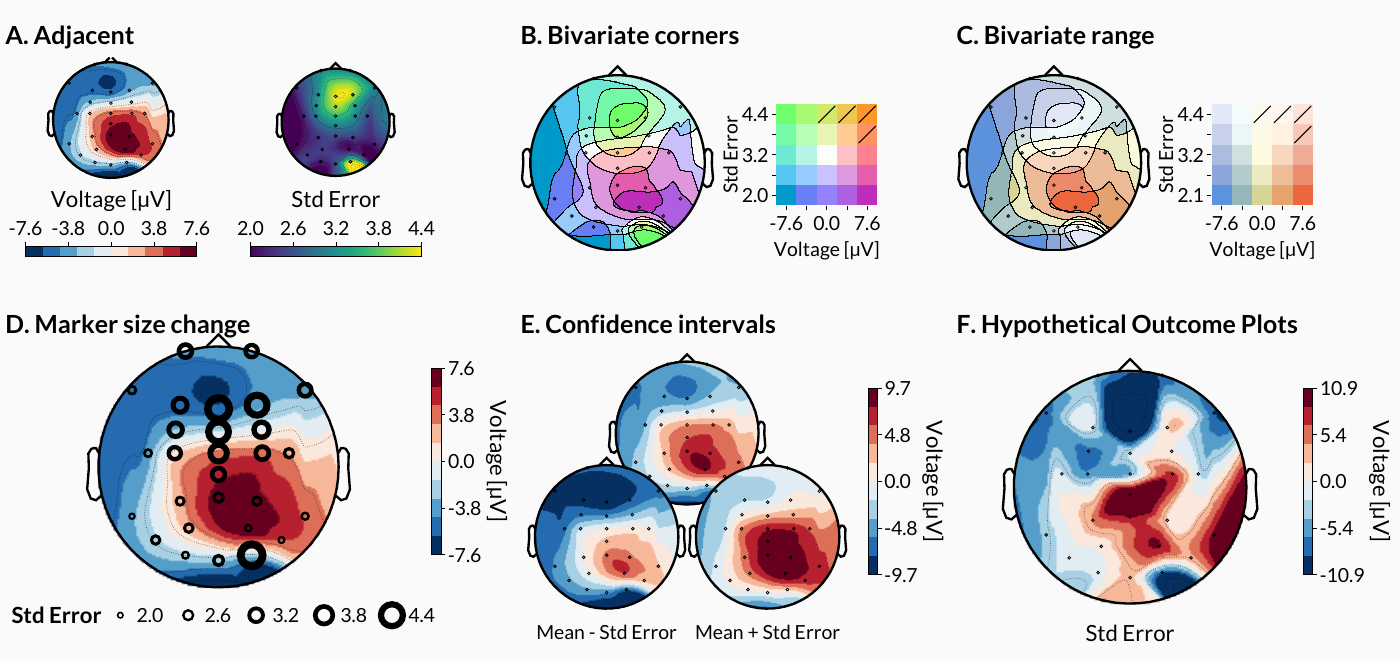 A. Adjacent
Voltage [µV]
-7.6 -3.8 0.0 3.8 7.6
Std Error
2.0 2.6 3.2 3.8 4.4
B. Bivariate corners
Std Error
4.4
3.2
2.0
-7.6 0.0 7.6
Voltage [µV]
C. Bivariate range
Std Error
4.4
3.2
2.1
-7.6 0.0 7.6
Voltage [µV]
D. Marker size change
7.6
3.8
0.0
-3.8
-7.6
Voltage [µV]
Std Error 2.0 2.6 3.2 3.8 4.4
E. Confidence intervals
9.7
4.8
0.0
-4.8
-9.7
Voltage [µV]
Mean - Std Error Mean + Std Error
F. Hypothetical Outcome Plots
10.9
5.4
0.0
-5.4
-10.9
Voltage [µV]
Std Error